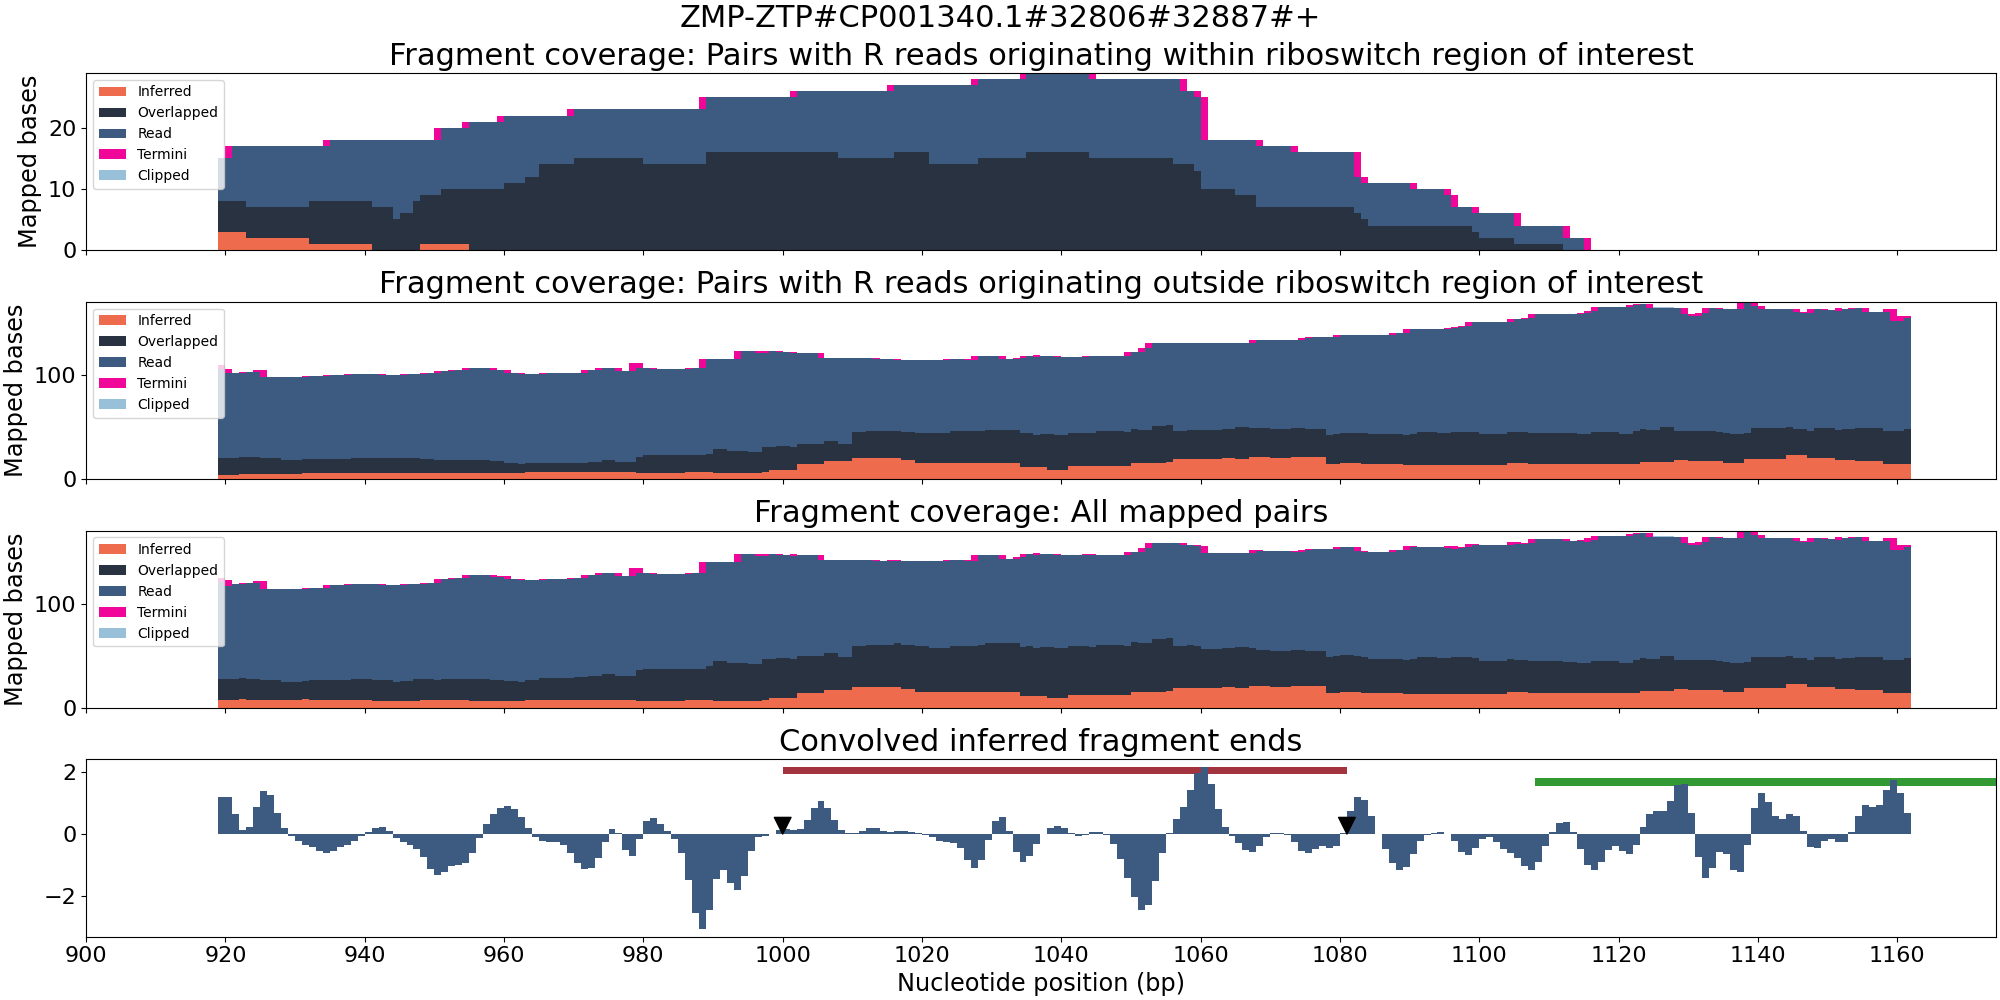 ZMP-ZTP#CP001340.1#32806#32887#+
Fragment coverage: Pairs with R reads originating within riboswitch region of interest
Mapped bases
20
10
0
Inferred
Overlapped
Read
Termini
Clipped
Fragment coverage: Pairs with R reads originating outside riboswitch region of interest
Mapped bases
100
0
Inferred
Overlapped
Read
Termini
Clipped
Fragment coverage: All mapped pairs
Mapped bases
100
0
Inferred
Overlapped
Read
Termini
Clipped
Convolved inferred fragment ends
2
0
−2
900 920 940 960 980 1000 1020 1040 1060 1080 1100 1120 1140 1160
Nucleotide position (bp)